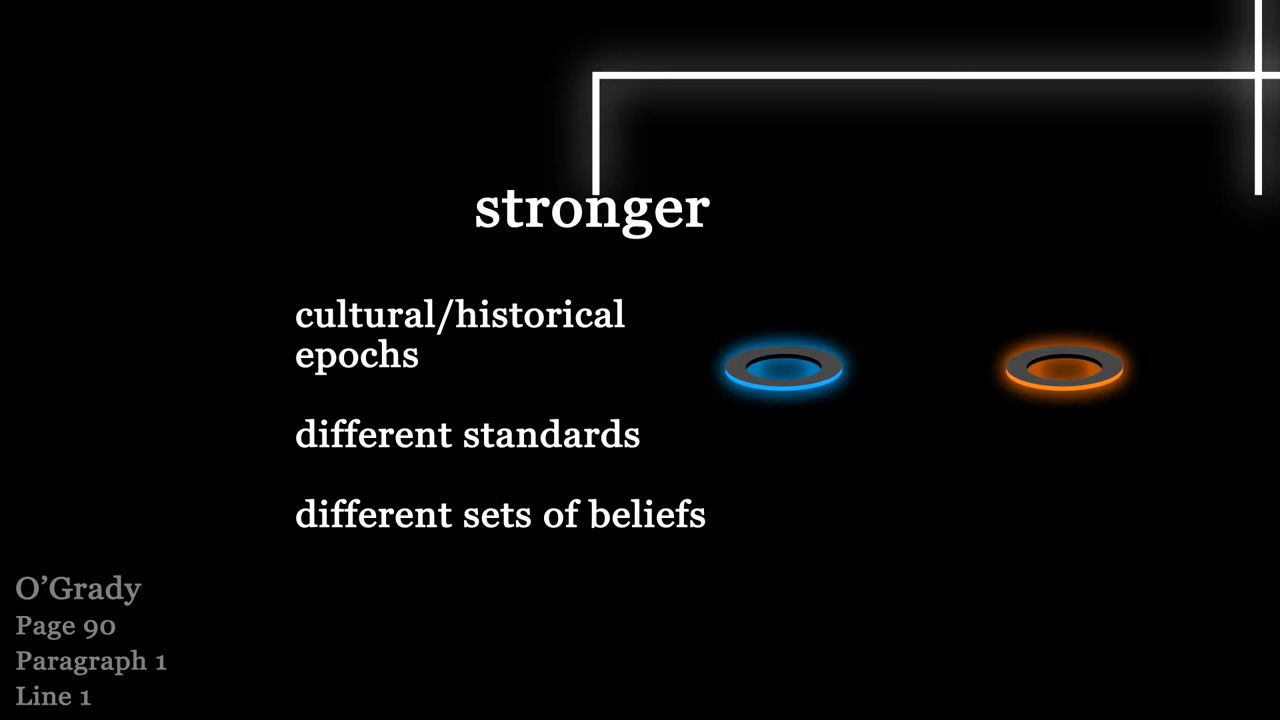 stronger
cultural/historical
epochs
different standards
different sets of beliefs
O’Grady
Page 90
Paragraph 1
Line 1